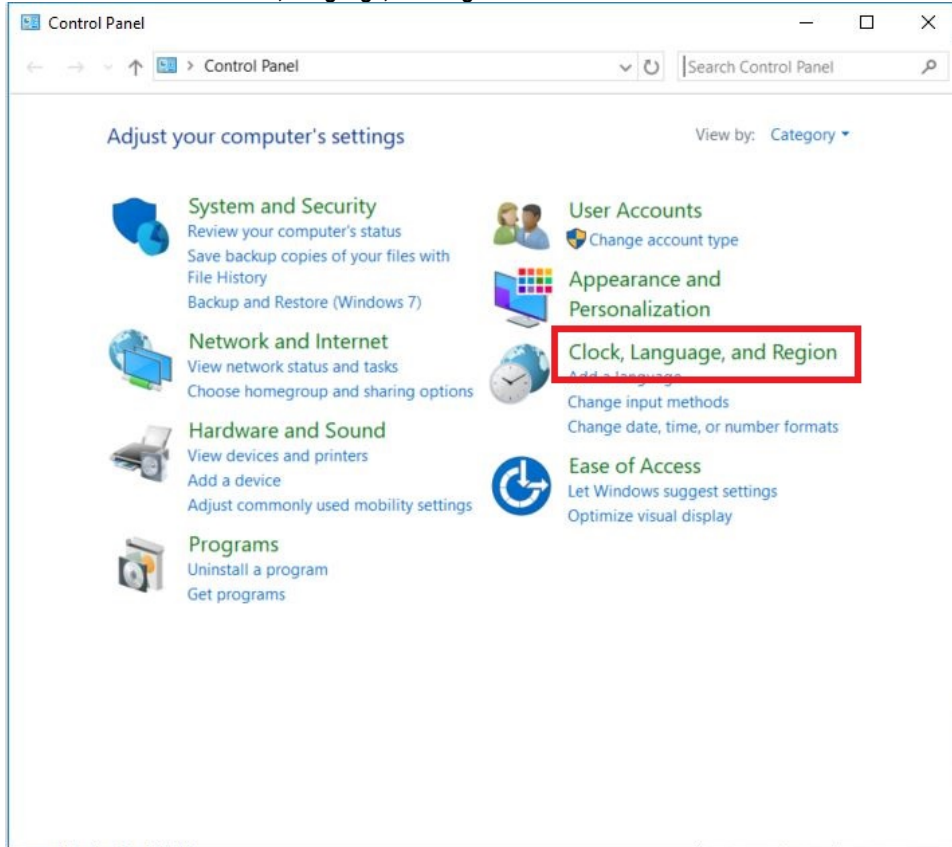 Control Panel
Control Panel
Search Control Panel
Adjust your computer's settings
View by: Category
System and Security
Review your computer's status
Save backup copies of your files with
File History
Backup and Restore (Windows 7)
Network and Internet
View network status and tasks
Choose homegroup and sharing options
Hardware and Sound
View devices and printers
Add a device
Adjust commonly used mobility settings
Programs
Uninstall a program
Get programs
User Accounts
Change account type
Appearance and
Personalization
Clock, Language, and Region
Add a language
Change input methods
Change date, time, or number formats
Ease of Access
Let Windows suggest settings
Optimize visual display